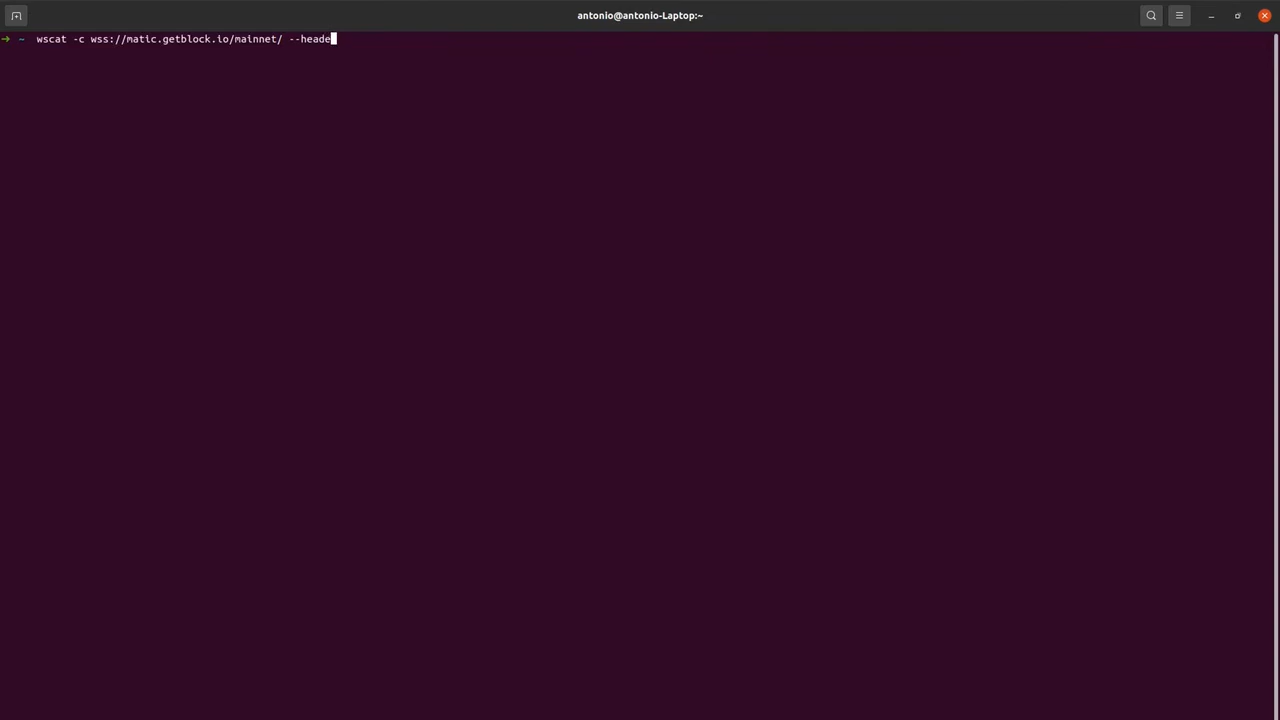 antonio@antonio-Laptop:~
➜ ~ wscat -c wss://matic.getblock.io/mainnet/ --heade